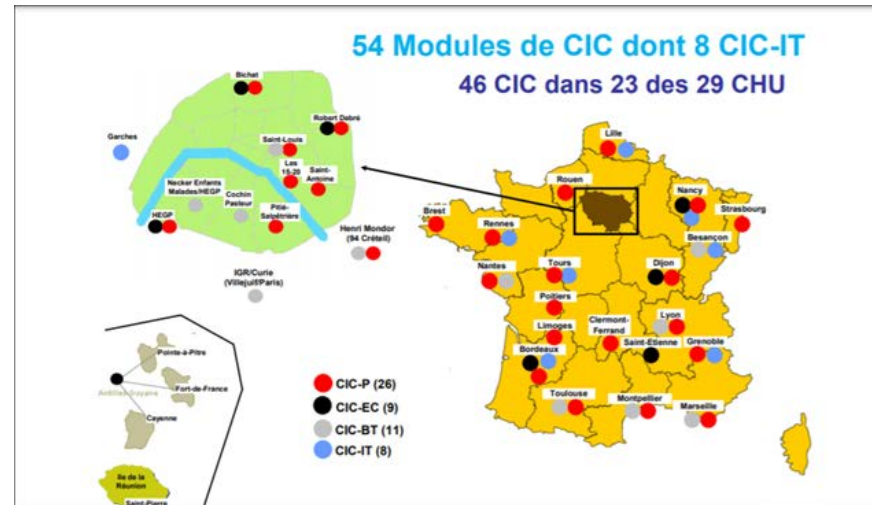 54 Modules de CIC dont 8 CIC-IT
46 CIC dans 23 des 29 CHU
Bichat
Robert Debré
Garches
Saint-Louis
Les
15-20
Saint-
Antoine
Necker Enfants
Malades/HEGP
Cochin
Pasteur
Pitié-
Salpêtrière
HEGP
Henri Mondor
(94 Créteil)
IGR/Curie
(Villejuif/Paris)
Lille
Rouen
Nancy
Strasbourg
Brest
Rennes
Besançon
Nantes
Tours
Dijon
Poitiers
Limoges
Clermont-
Ferrand
Lyon
Saint-Etienne
Grenoble
Bordeaux
Toulouse
Montpellier
Marseille
Pointe-à-Pitre
Fort-de-France
Antilles-Guyane
Cayenne
CIC-P (26)
CIC-EC (9)
CIC-BT (11)
CIC-IT (8)
Ile de la
Réunion
Saint-Pierre